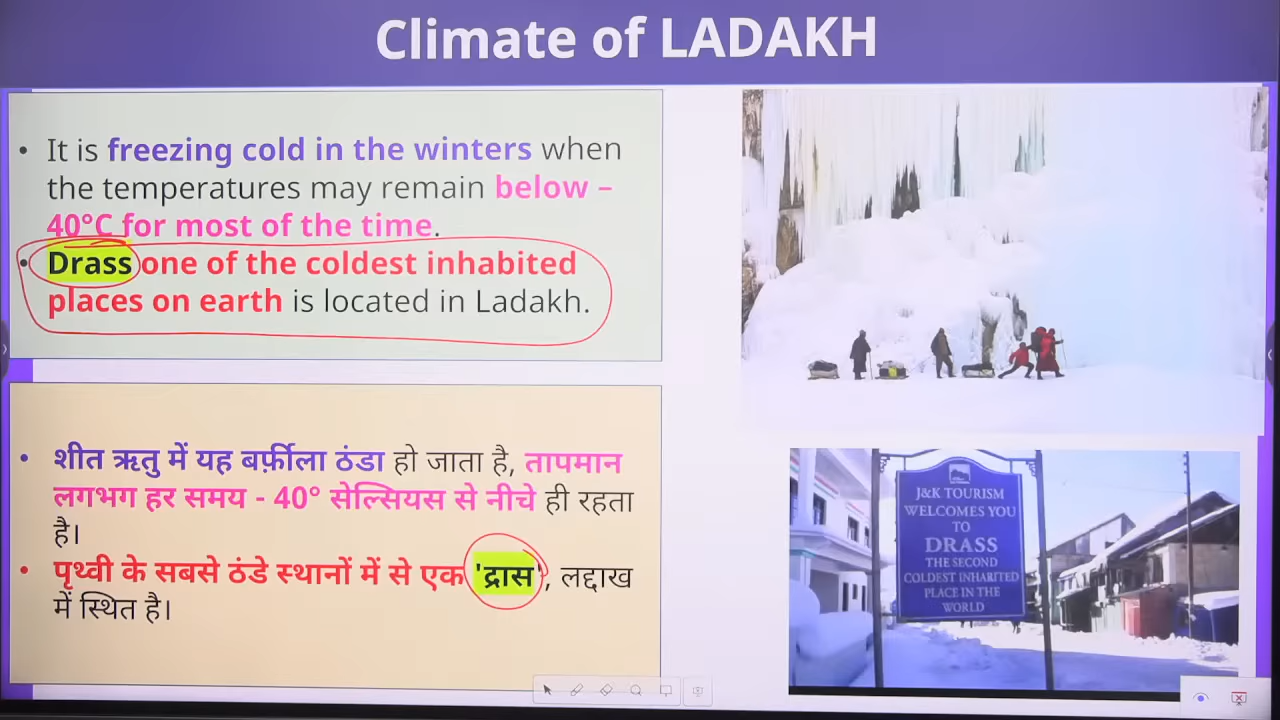 Climate of LADAKH
• It is freezing cold in the winters when
the temperatures may remain below –
40°C for most of the time.
• Drass one of the coldest inhabited
places on earth is located in Ladakh.
• शीत ऋतु में यह बर्फ़ीला ठंडा हो जाता है, तापमान
लगभग हर समय - 40° सेल्सियस से नीचे ही रहता
है।
• पृथ्वी के सबसे ठंडे स्थानों में से एक 'द्रास', लद्दाख
में स्थित है।
J&K TOURISM
WELCOMES YOU
TO
DRASS
THE SECOND
COLDEST INHABITED
PLACE IN THE
WORLD